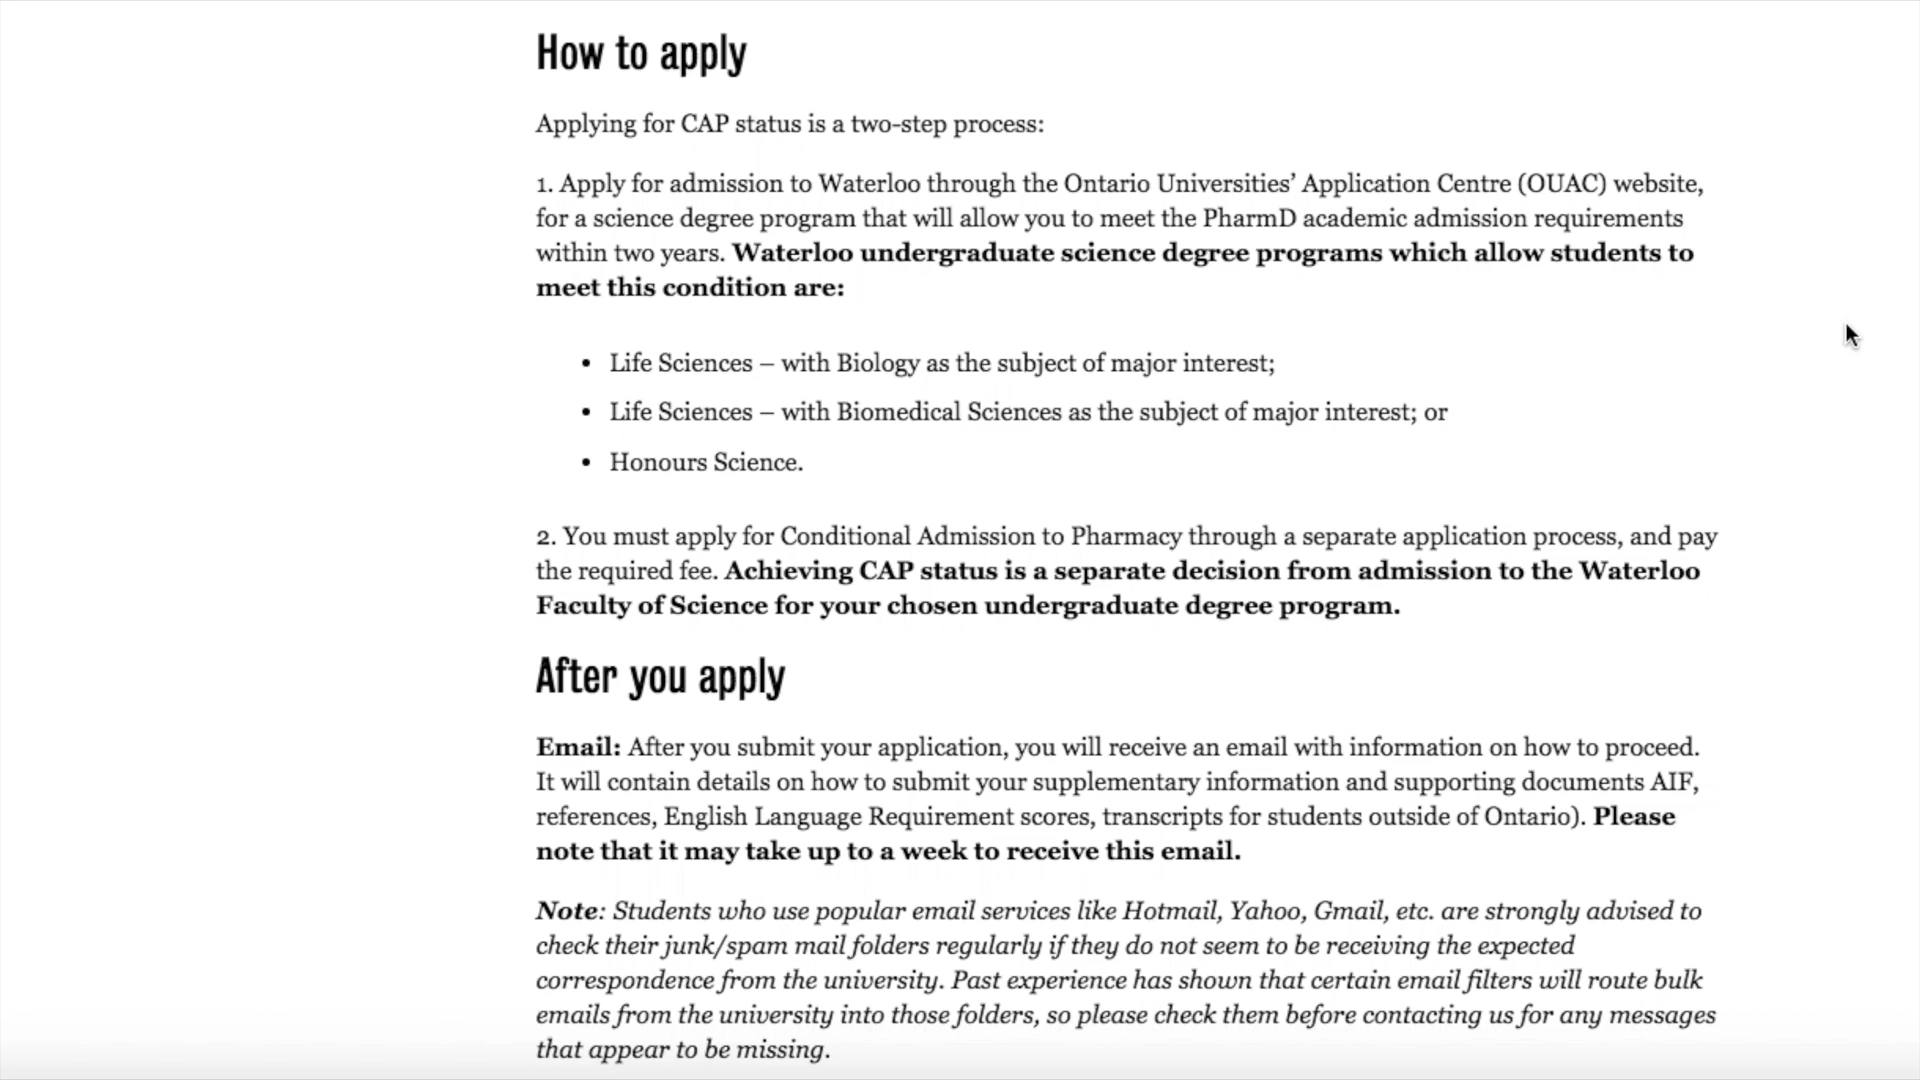 How to apply
Applying for CAP status is a two-step process:
1. Apply for admission to Waterloo through the Ontario Universities’ Application Centre (OUAC) website,
for a science degree program that will allow you to meet the PharmD academic admission requirements
within two years. Waterloo undergraduate science degree programs which allow students to
meet this condition are:
• Life Sciences – with Biology as the subject of major interest;
• Life Sciences – with Biomedical Sciences as the subject of major interest; or
• Honours Science.
2. You must apply for Conditional Admission to Pharmacy through a separate application process, and pay
the required fee. Achieving CAP status is a separate decision from admission to the Waterloo
Faculty of Science for your chosen undergraduate degree program.
After you apply
Email: After you submit your application, you will receive an email with information on how to proceed.
It will contain details on how to submit your supplementary information and supporting documents AIF,
references, English Language Requirement scores, transcripts for students outside of Ontario). Please
note that it may take up to a week to receive this email.
Note: Students who use popular email services like Hotmail, Yahoo, Gmail, etc. are strongly advised to
check their junk/spam mail folders regularly if they do not seem to be receiving the expected
correspondence from the university. Past experience has shown that certain email filters will route bulk
emails from the university into those folders, so please check them before contacting us for any messages
that appear to be missing.